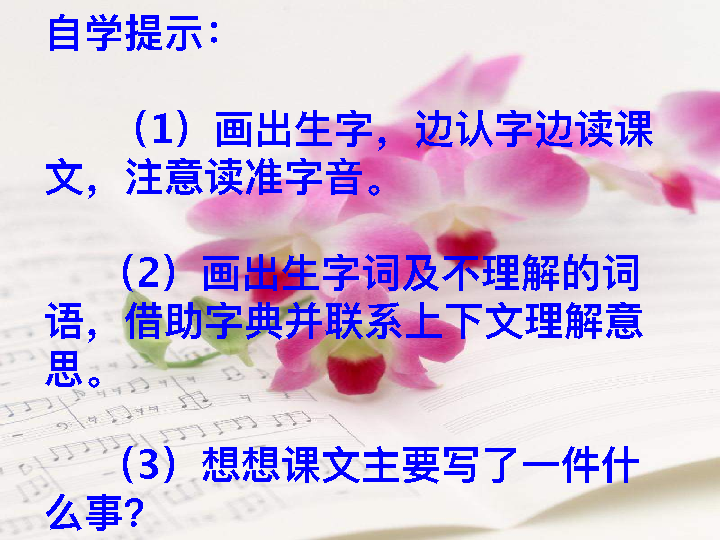 自学提示：
（1）画出生字，边认字边读课
文，注意读准字音。
（2）画出生字词及不理解的词
语，借助字典并联系上下文理解意
思。
（3）想想课文主要写了一件什
么事？